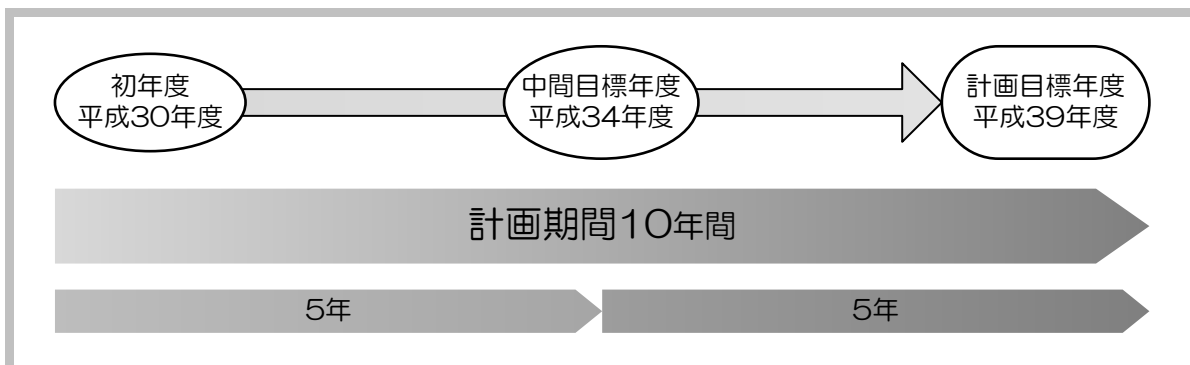 初年度
平成30年度
中間目標年度
平成34年度
計画目標年度
平成39年度
計画期間10年間
5年
5年